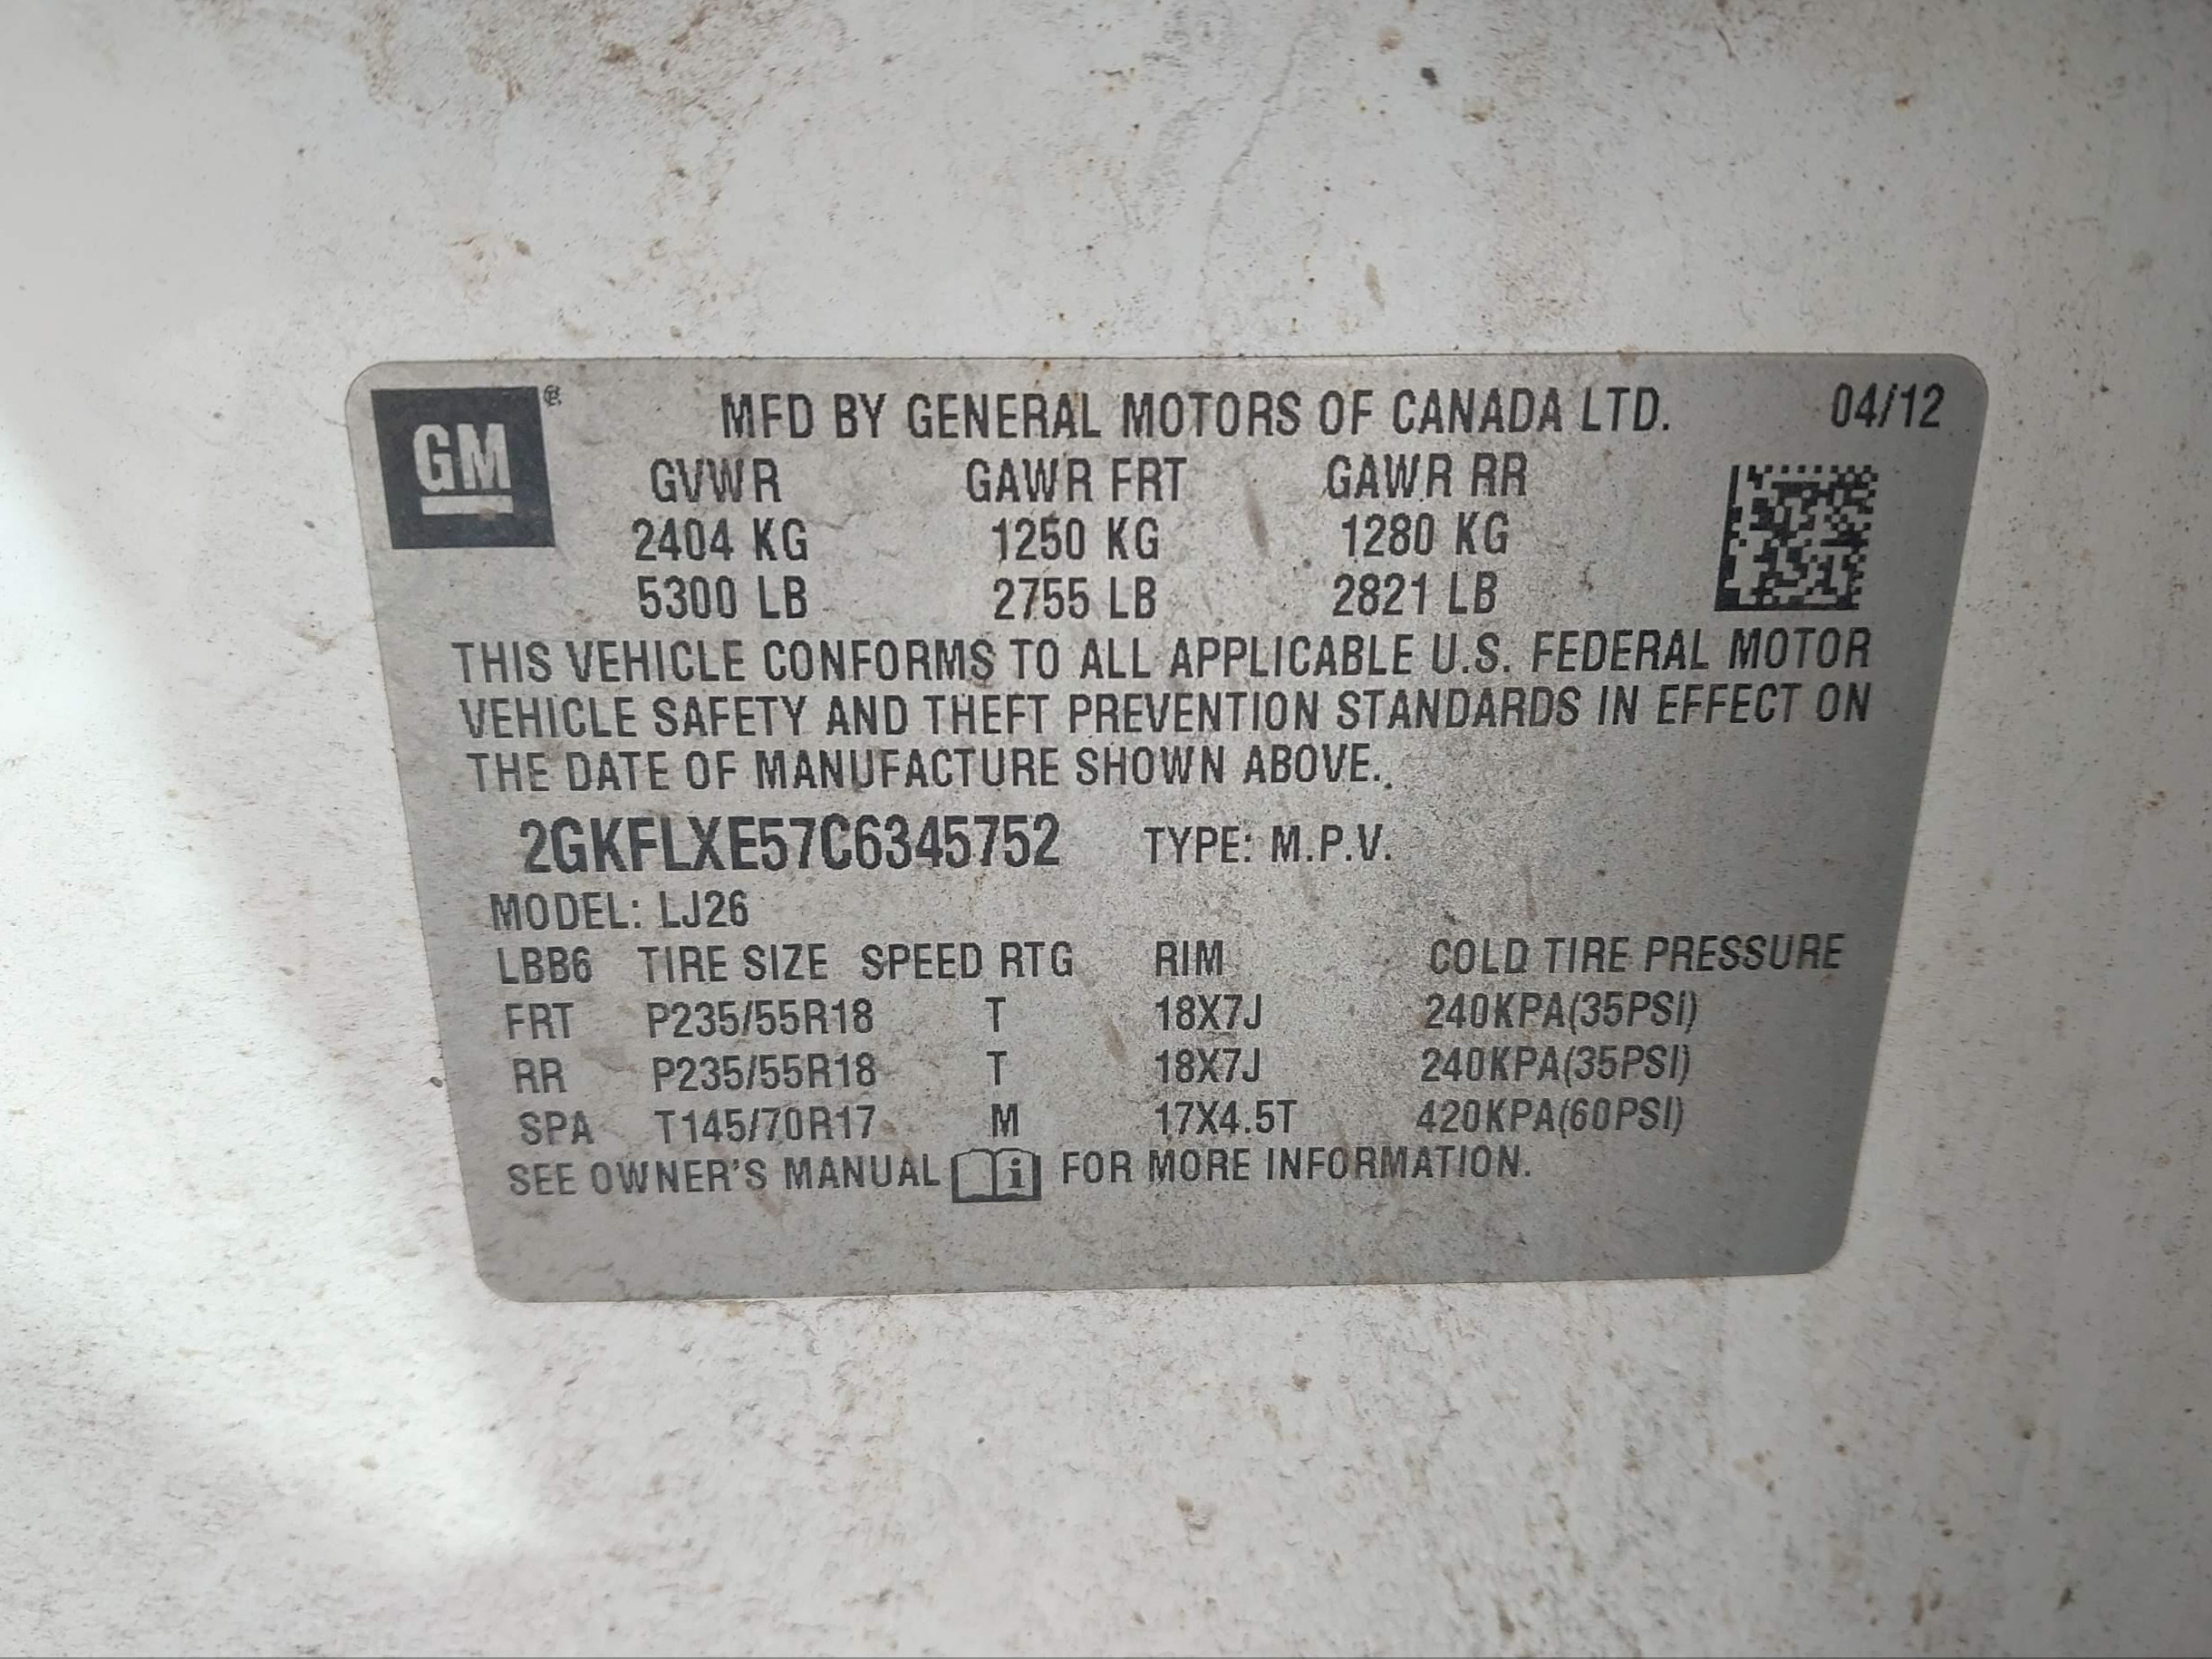 GM ®
MFD BY GENERAL MOTORS OF CANADA LTD. 04/12
GVWR GAWR FRT GAWR RR
2404 KG 1250 KG 1280 KG
5300 LB 2755 LB 2821 LB
THIS VEHICLE CONFORMS TO ALL APPLICABLE U.S. FEDERAL MOTOR
VEHICLE SAFETY AND THEFT PREVENTION STANDARDS IN EFFECT ON
THE DATE OF MANUFACTURE SHOWN ABOVE.
2GKFLXE57C6345752 TYPE: M.P.V.
MODEL: LJ26
LBB6 TIRE SIZE SPEED RTG RIM COLD TIRE PRESSURE
FRT P235/55R18 T 18X7J 240KPA(35PSI)
RR P235/55R18 T 18X7J 240KPA(35PSI)
SPA T145/70R17 M 17X4.5T 420KPA(60PSI)
SEE OWNER'S MANUAL i FOR MORE INFORMATION.